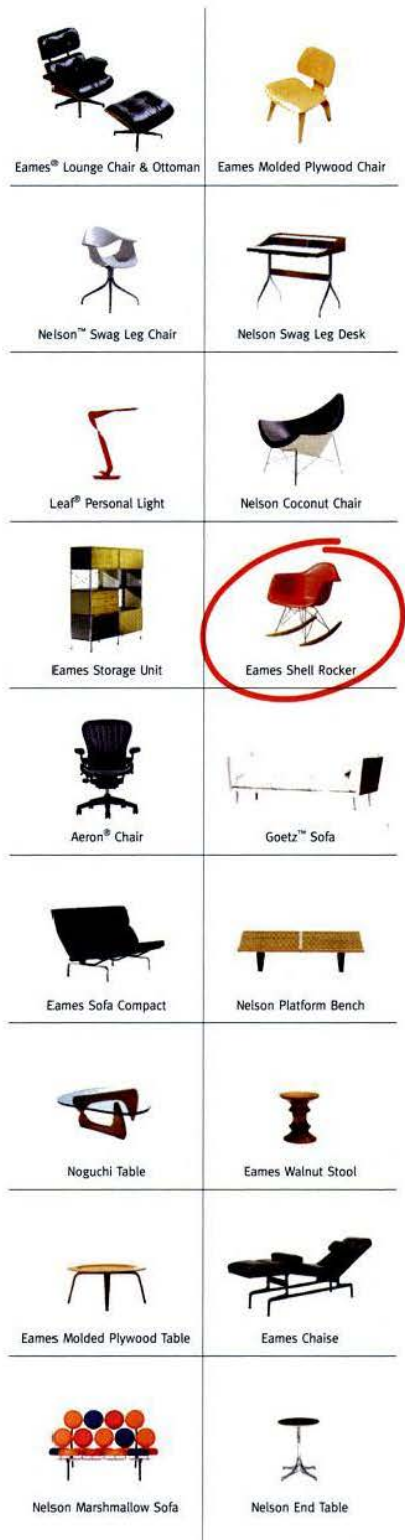 Eames® Lounge Chair & Ottoman
Eames Molded Plywood Chair
Nelson™ Swag Leg Chair
Nelson Swag Leg Desk
Leaf® Personal Light
Nelson Coconut Chair
Eames Storage Unit
Eames Shell Rocker
Aeron® Chair
Goetz™ Sofa
Eames Sofa Compact
Nelson Platform Bench
Noguchi Table
Eames Walnut Stool
Eames Molded Plywood Table
Eames Chaise
Nelson Marshmallow Sofa
Nelson End Table